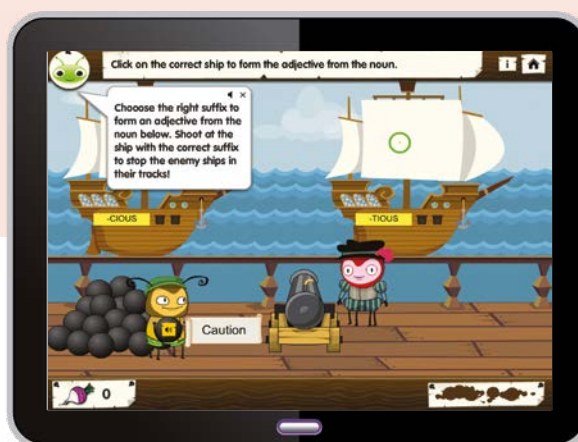 Click on the correct ship to form the adjective from the noun.
i
Chooose the right suffix to
form an adjective from the
noun below. Shoot at the
ship with the correct suffix
to stop the enemy ships in
their tracks!
-CIOUS
-TIOUS
Caution
0